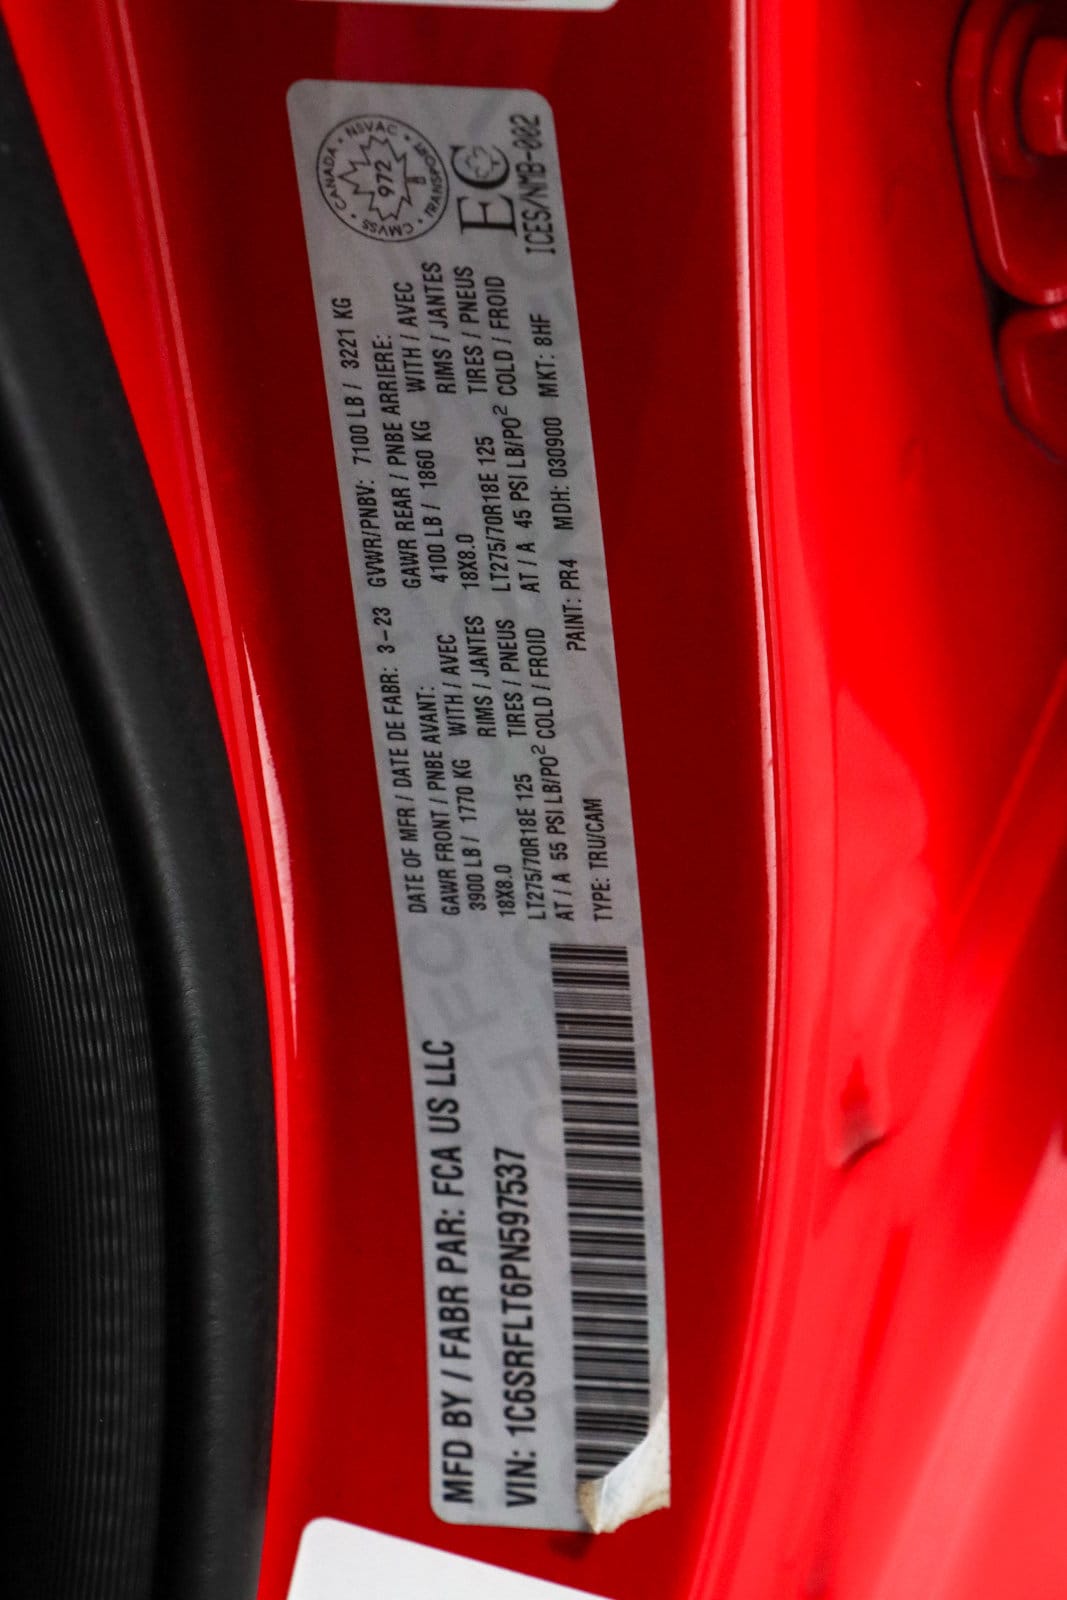 MFD BY / FABR PAR: FCA US LLC
VIN: 1C6SRFLT6PN597537
DATE OF MFR / DATE DE FABR: 3-23 GVWR/PNBV: 7100 LB / 3221 KG
GAWR FRONT / PNBE AVANT:
3900 LB / 1770 KG WITH / AVEC
18X8.0 RIMS / JANTES
LT275/70R18E 125 TIRES / PNEUS
AT / A 55 PSI LB/PO² COLD / FROID
GAWR REAR / PNBE ARRIERE:
4100 LB / 1860 KG WITH / AVEC
18X8.0 RIMS / JANTES
LT275/70R18E 125 TIRES / PNEUS
AT / A 45 PSI LB/PO² COLD / FROID
TYPE: TRU/CAM PAINT: PR4 MDH: 030900 MKT: 8HF
CANADA • NSVAC • TRANSPORT • CMVSS •
972
B
EC
ICES/NMB-002